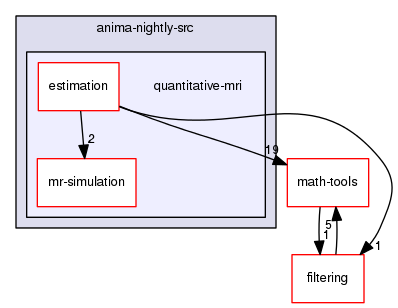 anima-nightly-src
estimation
quantitative-mri
2
19
mr-simulation
math-tools
5
1
1
filtering